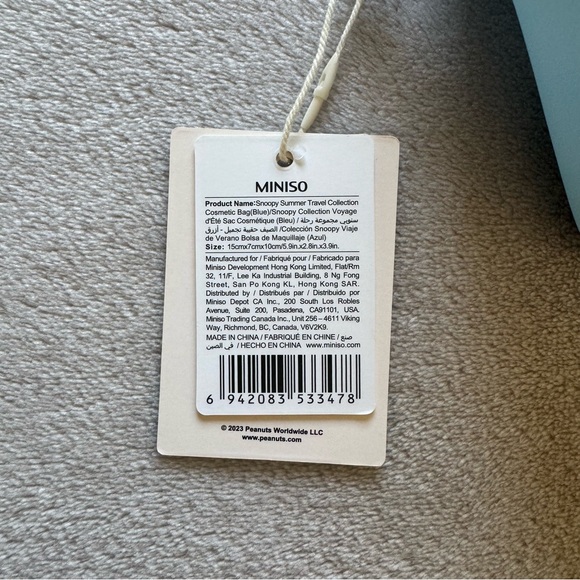 MINISO
Product Name:Snoopy Summer Travel Collection
Cosmetic Bag(Blue)/Snoopy Collection Voyage
d'Été Sac Cosmétique (Bleu) / سنوبي مجموعة رحلة
الصيف حقيبة تجميل - أزرق /Colección Snoopy Viaje
de Verano Bolsa de Maquillaje (Azul)
Size: 15cmx7cmx10cm/5.9in.x2.8in.x3.9in.
Manufactured for / Fabriqué pour / Fabricado para
Miniso Development Hong Kong Limited, Flat/Rm
32, 11/F, Lee Ka Industrial Building, 8 Ng Fong
Street, San Po Kong KL, Hong Kong SAR.
Distributed by / Distribués par / Distribuido por
Miniso Depot CA Inc., 200 South Los Robles
Avenue, Suite 200, Pasadena, CA91101, USA.
Miniso Trading Canada Inc., Unit 256 – 4611 Viking
Way, Richmond, BC, Canada, V6V2K9.
MADE IN CHINA / FABRIQUÉ EN CHINE / صنع
في الصين / HECHO EN CHINA www.miniso.com
6 942083 533478
© 2023 Peanuts Worldwide LLC
www.peanuts.com